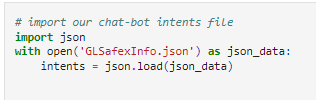 # import our chat-bot intents file
import json
with open('GLSafexInfo.json') as json_data:
    intents = json.load(json_data)